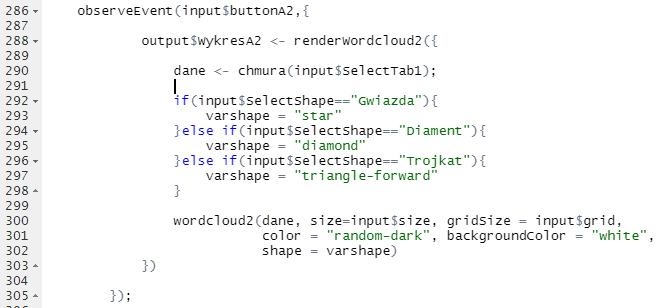 286 observeEvent(input$buttonA2,{
287
288 output$WykresA2 <- renderWordcloud2({
289
290 dane <- chmura(input$SelectTab1);
291
292 if(input$SelectShape=="Gwiazda"){
293 varshape = "star"
294 }else if(input$SelectShape=="Diament"){
295 varshape = "diamond"
296 }else if(input$SelectShape=="Trojkat"){
297 varshape = "triangle-forward"
298 }
299
300 wordcloud2(dane, size=input$size, gridSize = input$grid,
301 color = "random-dark", backgroundColor = "white",
302 shape = varshape)
303 })
304
305 });